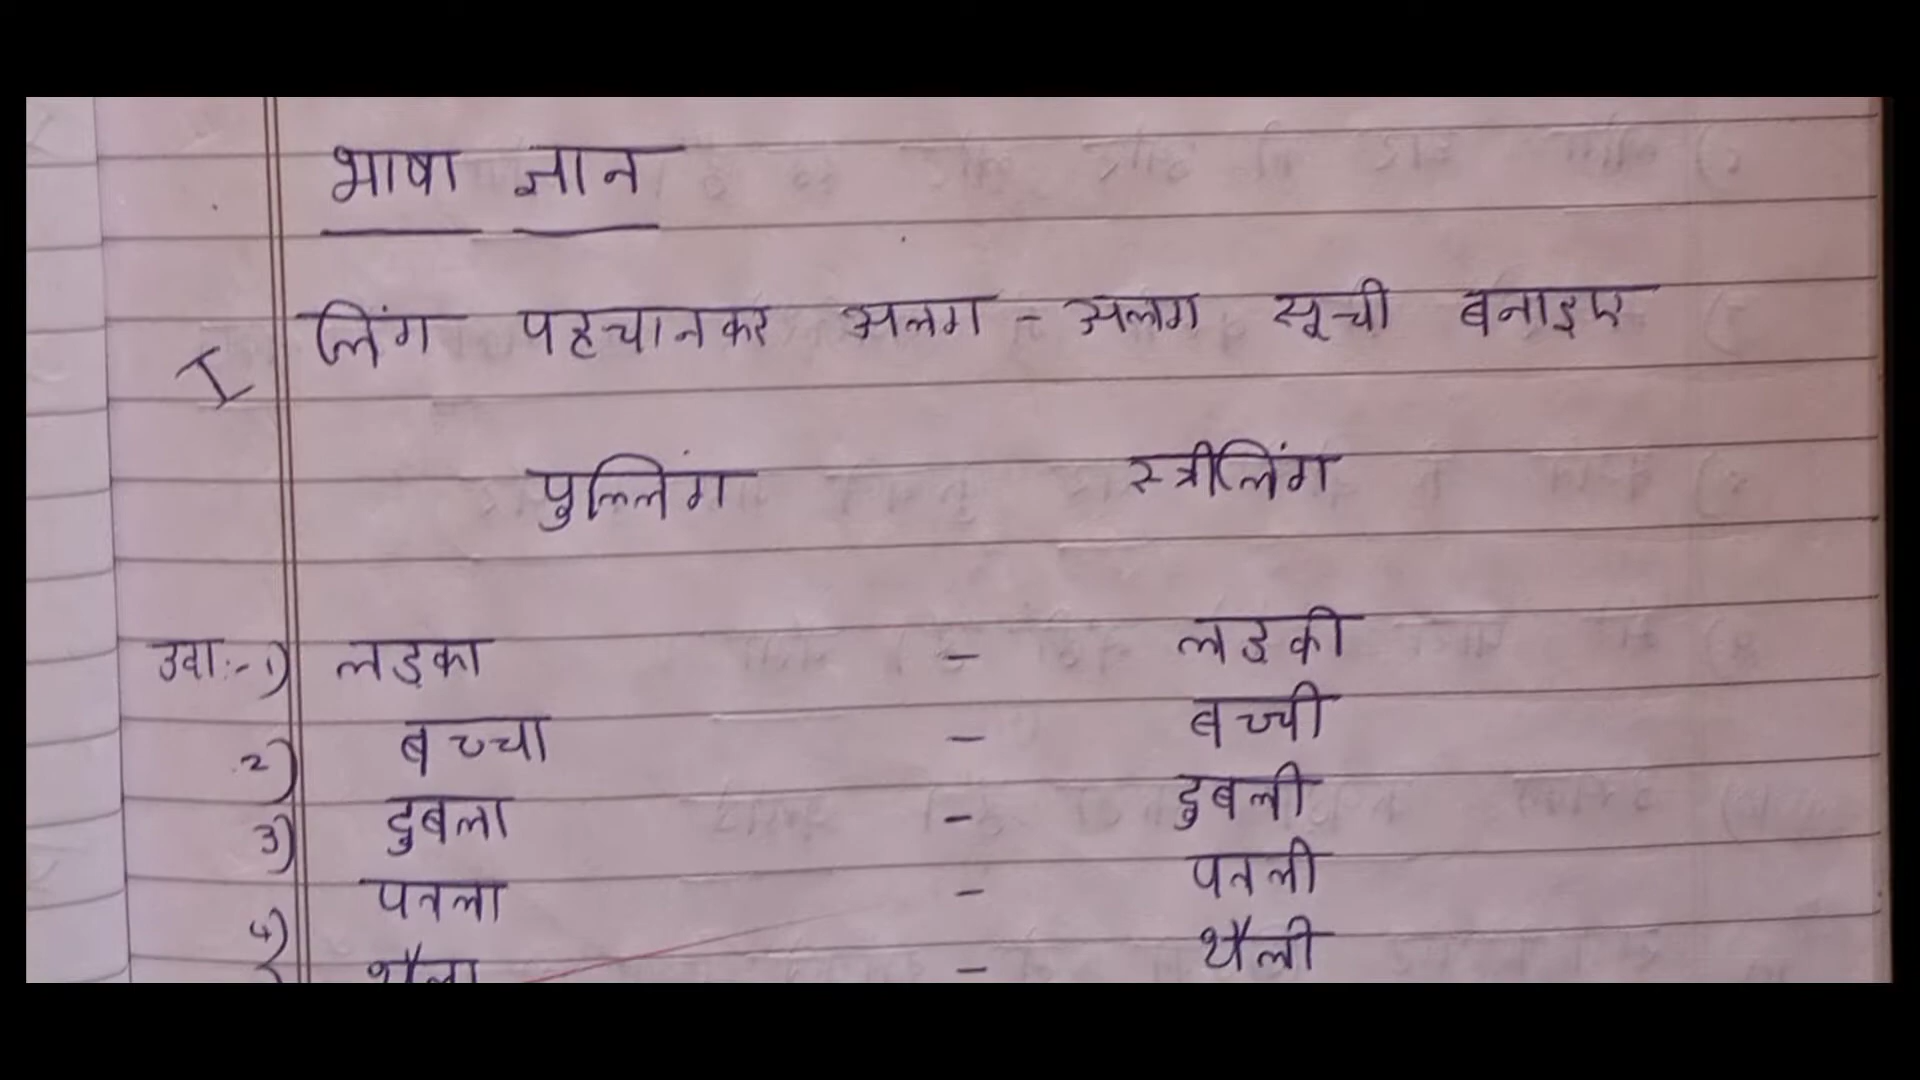 भाषा ज्ञान
I लिंग पहचानकर अलग - अलग सूची बनाइए
पुल्लिंग स्त्रीलिंग
उदाः- 1) लड़का - लड़की
2) बच्चा - बच्ची
3) दुबला - दुबली
4) पतला - पतली
थैला - थैली